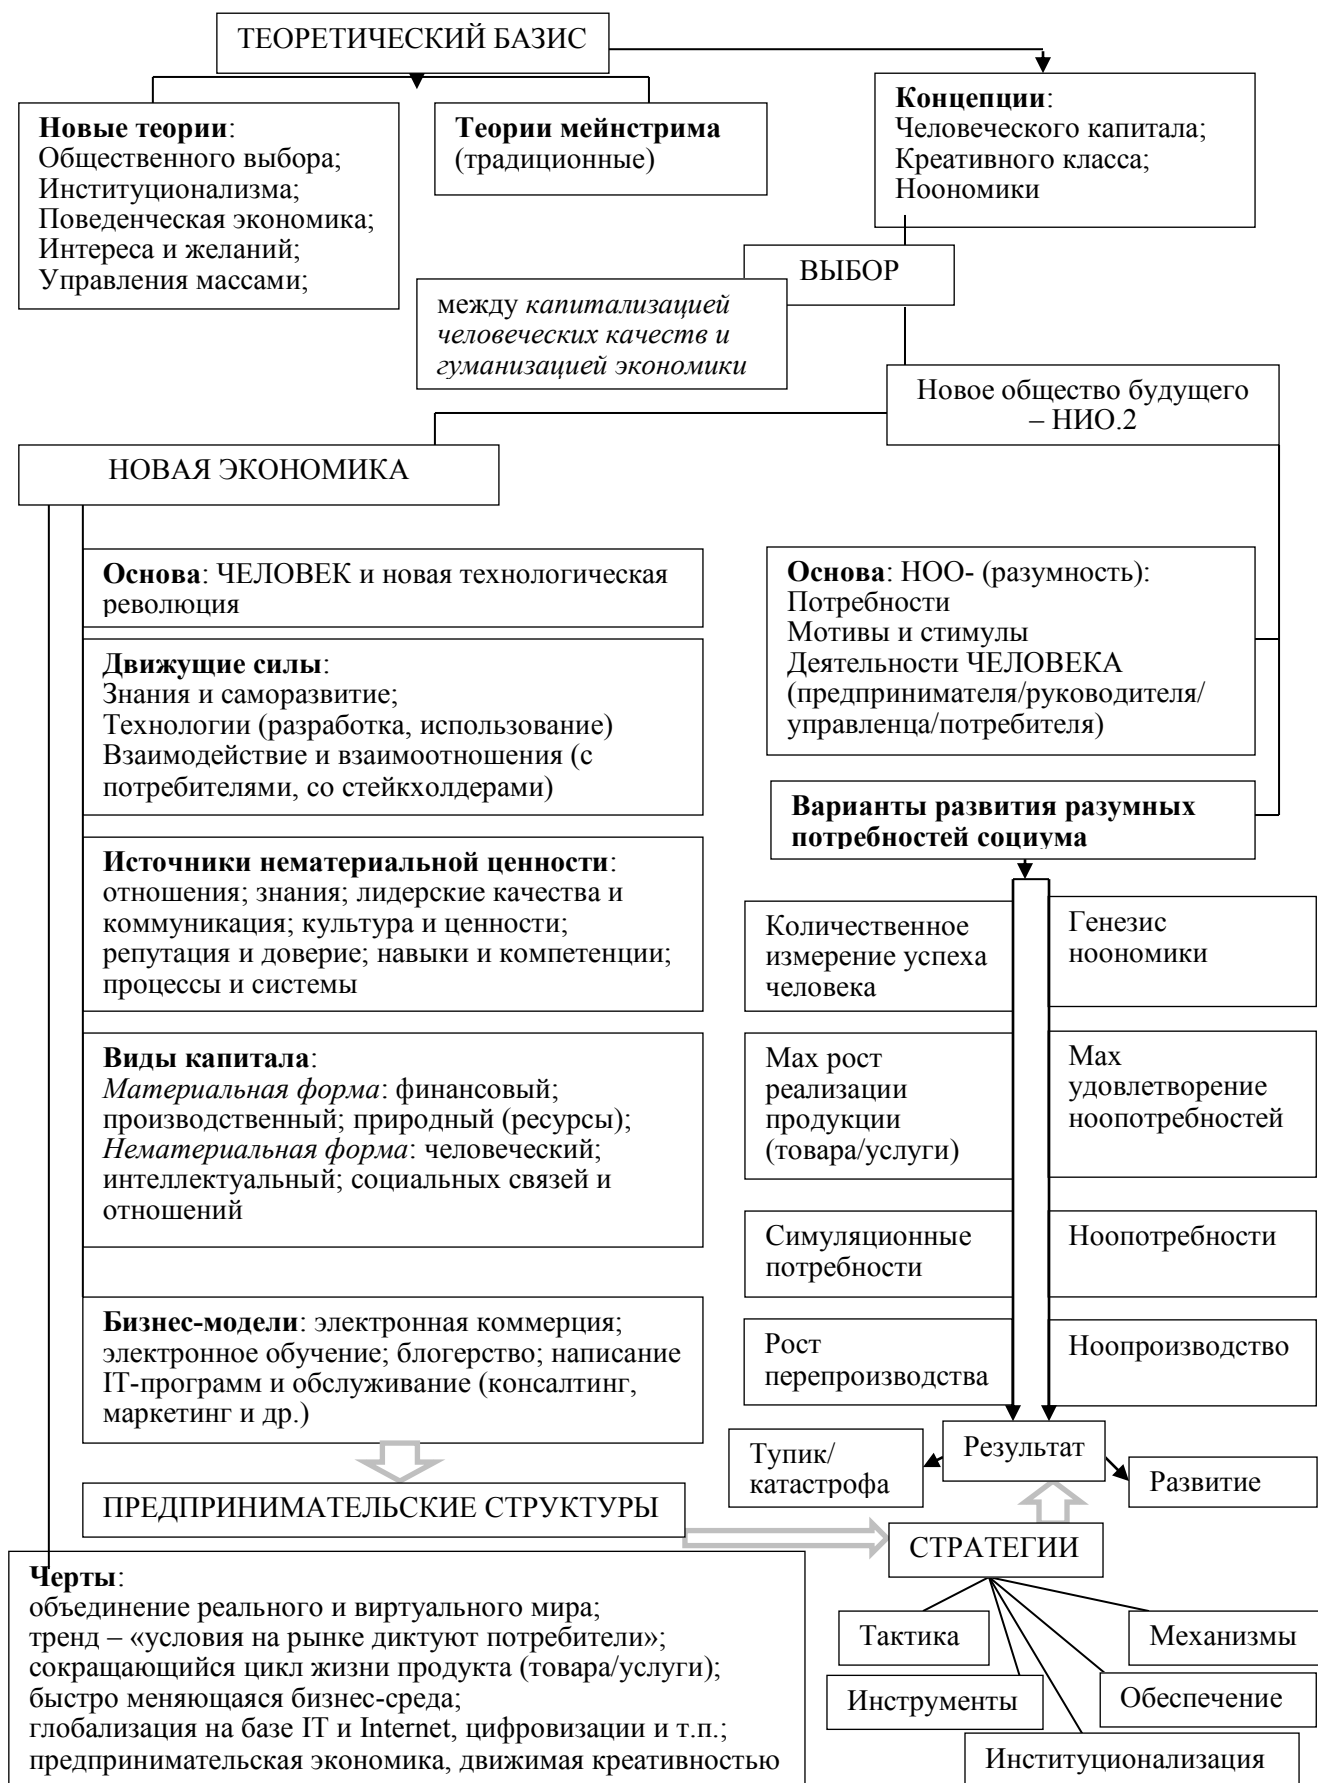 ТЕОРЕТИЧЕСКИЙ БАЗИС
Новые теории:
Общественного выбора;
Институционализма;
Поведенческая экономика;
Интереса и желаний;
Управления массами;
Теории мейнстрима
(традиционные)
Концепции:
Человеческого капитала;
Креативного класса;
Ноономики
ВЫБОР
между капитализацией
человеческих качеств и
гуманизацией экономики
Новое общество будущего
– НИО.2
НОВАЯ ЭКОНОМИКА
Основа: ЧЕЛОВЕК и новая технологическая
революция
Движущие силы:
Знания и саморазвитие;
Технологии (разработка, использование)
Взаимодействие и взаимоотношения (с
потребителями, со стейкхолдерами)
Источники нематериальной ценности:
отношения; знания; лидерские качества и
коммуникация; культура и ценности;
репутация и доверие; навыки и компетенции;
процессы и системы
Виды капитала:
Материальная форма: финансовый;
производственный; природный (ресурсы);
Нематериальная форма: человеческий;
интеллектуальный; социальных связей и
отношений
Бизнес-модели: электронная коммерция;
электронное обучение; блогерство; написание
IT-программ и обслуживание (консалтинг,
маркетинг и др.)
ПРЕДПРИНИМАТЕЛЬСКИЕ СТРУКТУРЫ
Черты:
объединение реального и виртуального мира;
тренд – «условия на рынке диктуют потребители»;
сокращающийся цикл жизни продукта (товара/услуги);
быстро меняющаяся бизнес-среда;
глобализация на базе IT и Internet, цифровизации и т.п.;
предпринимательская экономика, движимая креативностью
Основа: НОО- (разумность):
Потребности
Мотивы и стимулы
Деятельности ЧЕЛОВЕКА
(предпринимателя/руководителя/
управленца/потребителя)
Варианты развития разумных
потребностей социума
Количественное
измерение успеха
человека
Генезис
ноономики
Мах рост
реализации
продукции
(товара/услуги)
Мах
удовлетворение
ноопотребностей
Симуляционные
потребности
Ноопотребности
Рост
перепроизводства
Ноопроизводство
Результат
Тупик/
катастрофа
Развитие
СТРАТЕГИИ
Тактика
Механизмы
Инструменты
Обеспечение
Институционализация